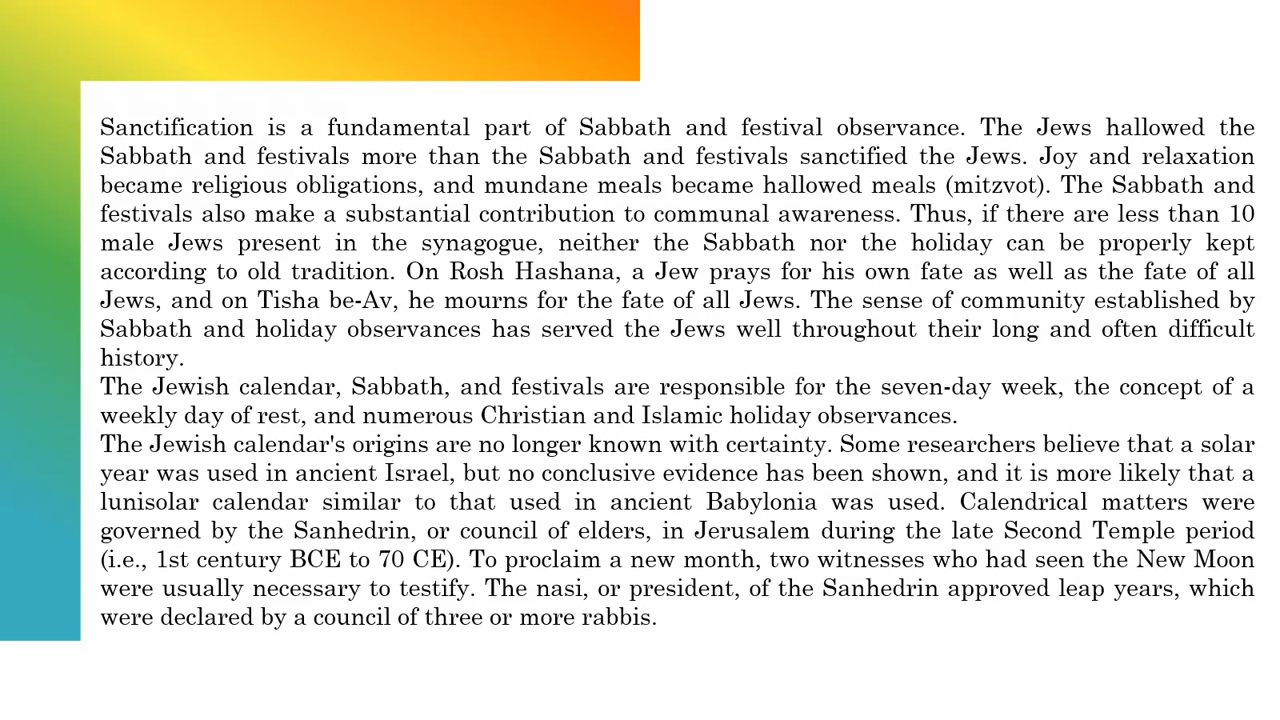 Sanctification is a fundamental part of Sabbath and festival observance. The Jews hallowed the
Sabbath and festivals more than the Sabbath and festivals sanctified the Jews. Joy and relaxation
became religious obligations, and mundane meals became hallowed meals (mitzvot). The Sabbath and
festivals also make a substantial contribution to communal awareness. Thus, if there are less than 10
male Jews present in the synagogue, neither the Sabbath nor the holiday can be properly kept
according to old tradition. On Rosh Hashana, a Jew prays for his own fate as well as the fate of all
Jews, and on Tisha be-Av, he mourns for the fate of all Jews. The sense of community established by
Sabbath and holiday observances has served the Jews well throughout their long and often difficult
history.
The Jewish calendar, Sabbath, and festivals are responsible for the seven-day week, the concept of a
weekly day of rest, and numerous Christian and Islamic holiday observances.
The Jewish calendar's origins are no longer known with certainty. Some researchers believe that a solar
year was used in ancient Israel, but no conclusive evidence has been shown, and it is more likely that a
lunisolar calendar similar to that used in ancient Babylonia was used. Calendrical matters were
governed by the Sanhedrin, or council of elders, in Jerusalem during the late Second Temple period
(i.e., 1st century BCE to 70 CE). To proclaim a new month, two witnesses who had seen the New Moon
were usually necessary to testify. The nasi, or president, of the Sanhedrin approved leap years, which
were declared by a council of three or more rabbis.